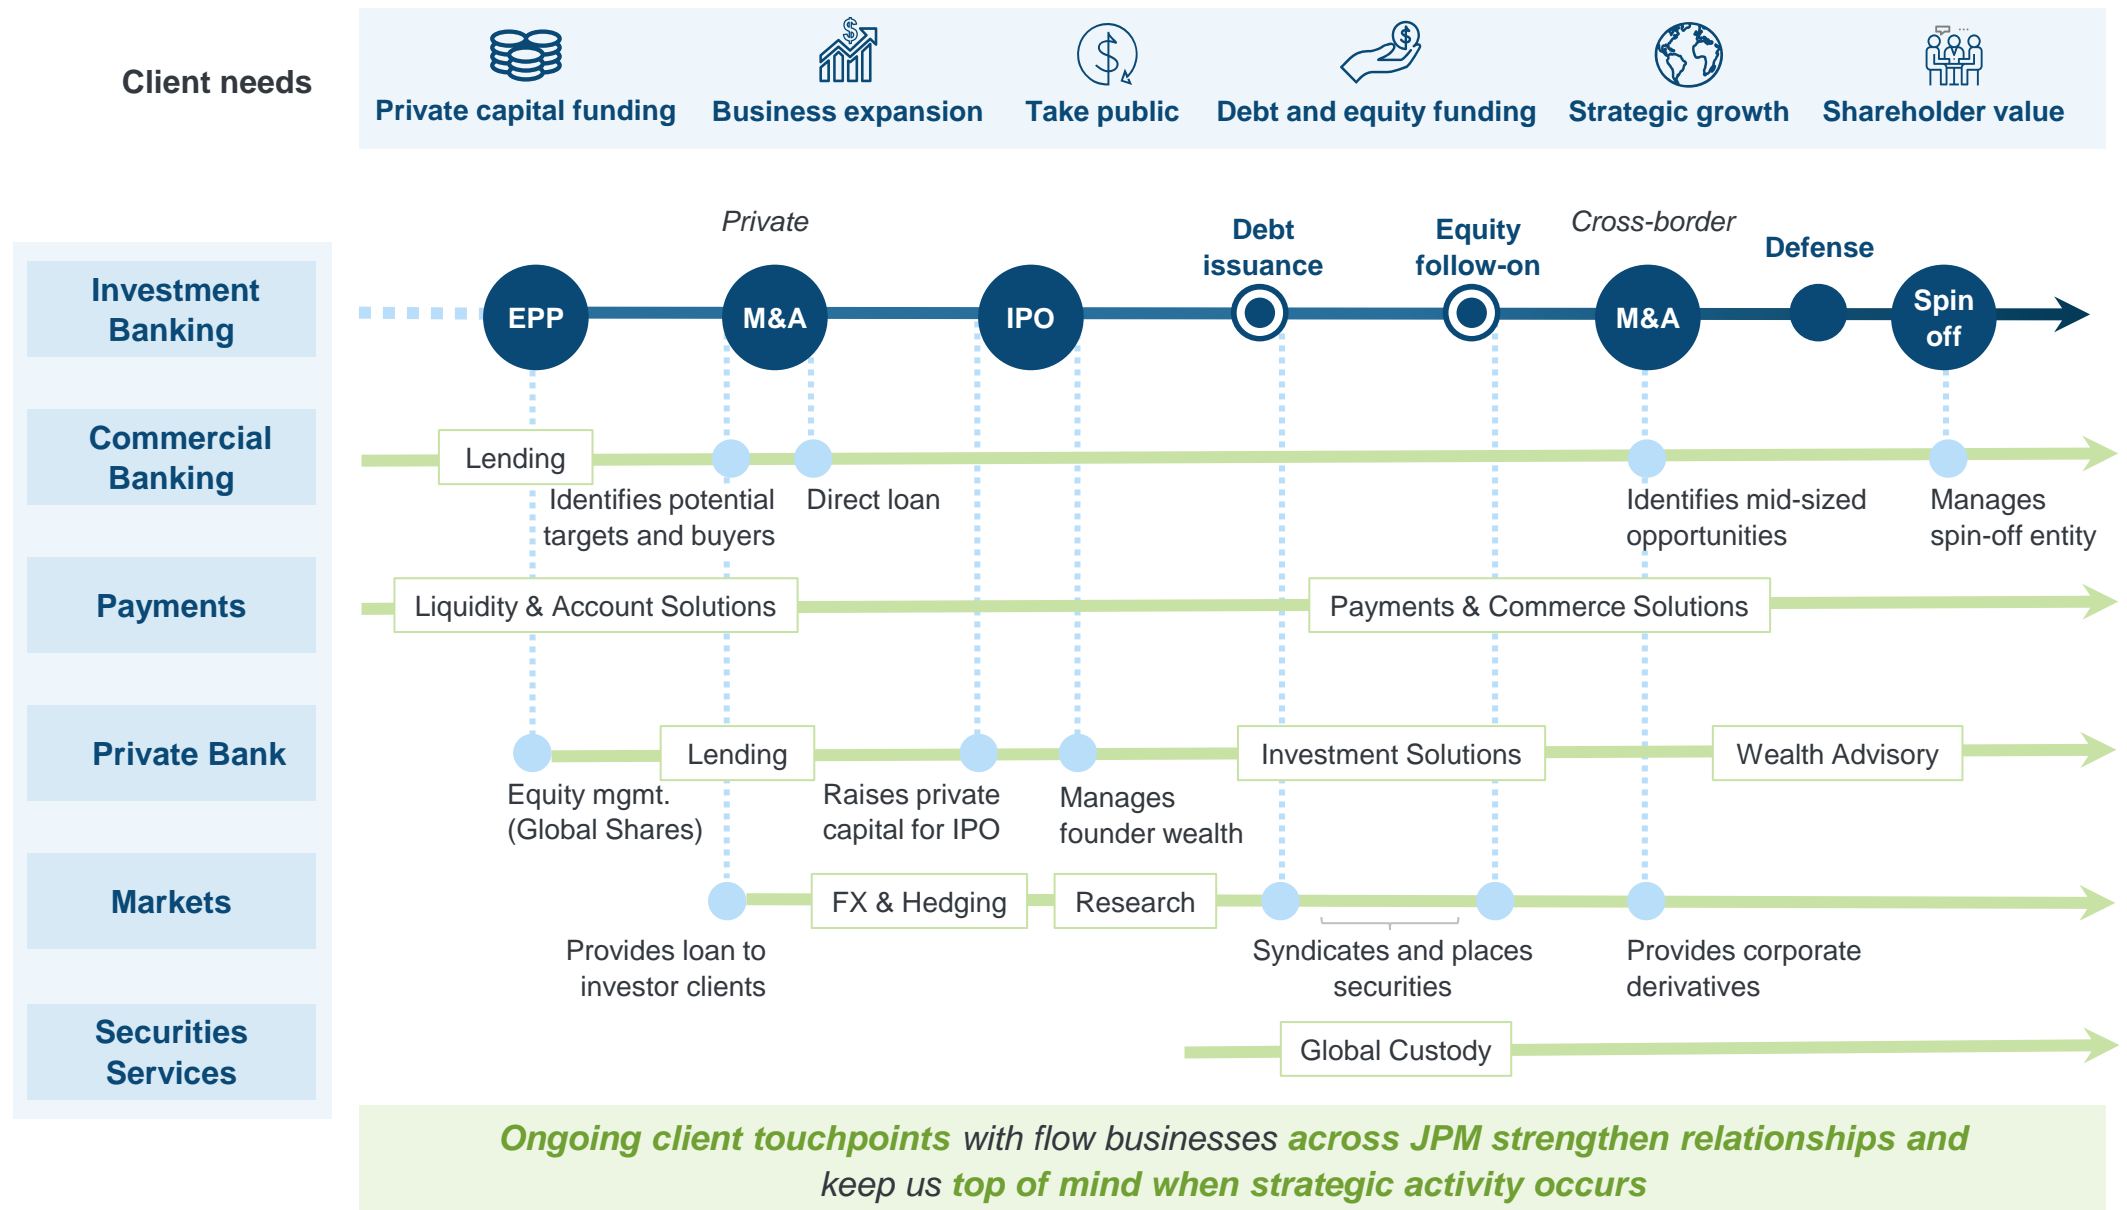 Client needs
Private capital funding
Business expansion
Take public
Debt and equity funding
Strategic growth
Shareholder value
Private
Debt
issuance
Equity
follow-on
Cross-border
Defense
Investment
Banking
EPP
M&A
IPO
M&A
Spin
off
Commercial
Banking
Lending
Identifies potential
targets and buyers
Direct loan
Identifies mid-sized
opportunities
Manages
spin-off entity
Payments
Liquidity & Account Solutions
Payments & Commerce Solutions
Private Bank
Lending
Investment Solutions
Wealth Advisory
Equity mgmt.
(Global Shares)
Raises private
capital for IPO
Manages
founder wealth
Markets
FX & Hedging
Research
Provides loan to
investor clients
Syndicates and places
securities
Provides corporate
derivatives
Securities
Services
Global Custody
Ongoing client touchpoints with flow businesses across JPM strengthen relationships and
keep us top of mind when strategic activity occurs